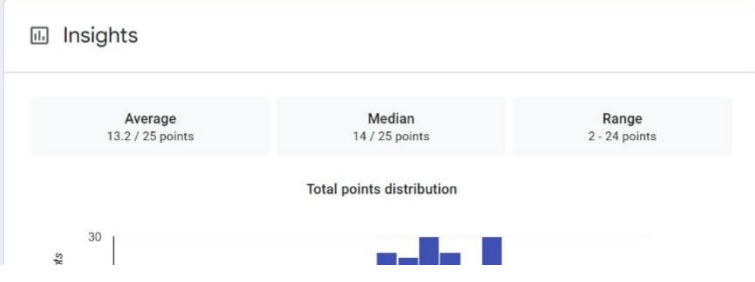 Insights
Average
13.2 / 25 points
Median
14 / 25 points
Range
2 - 24 points
Total points distribution
30